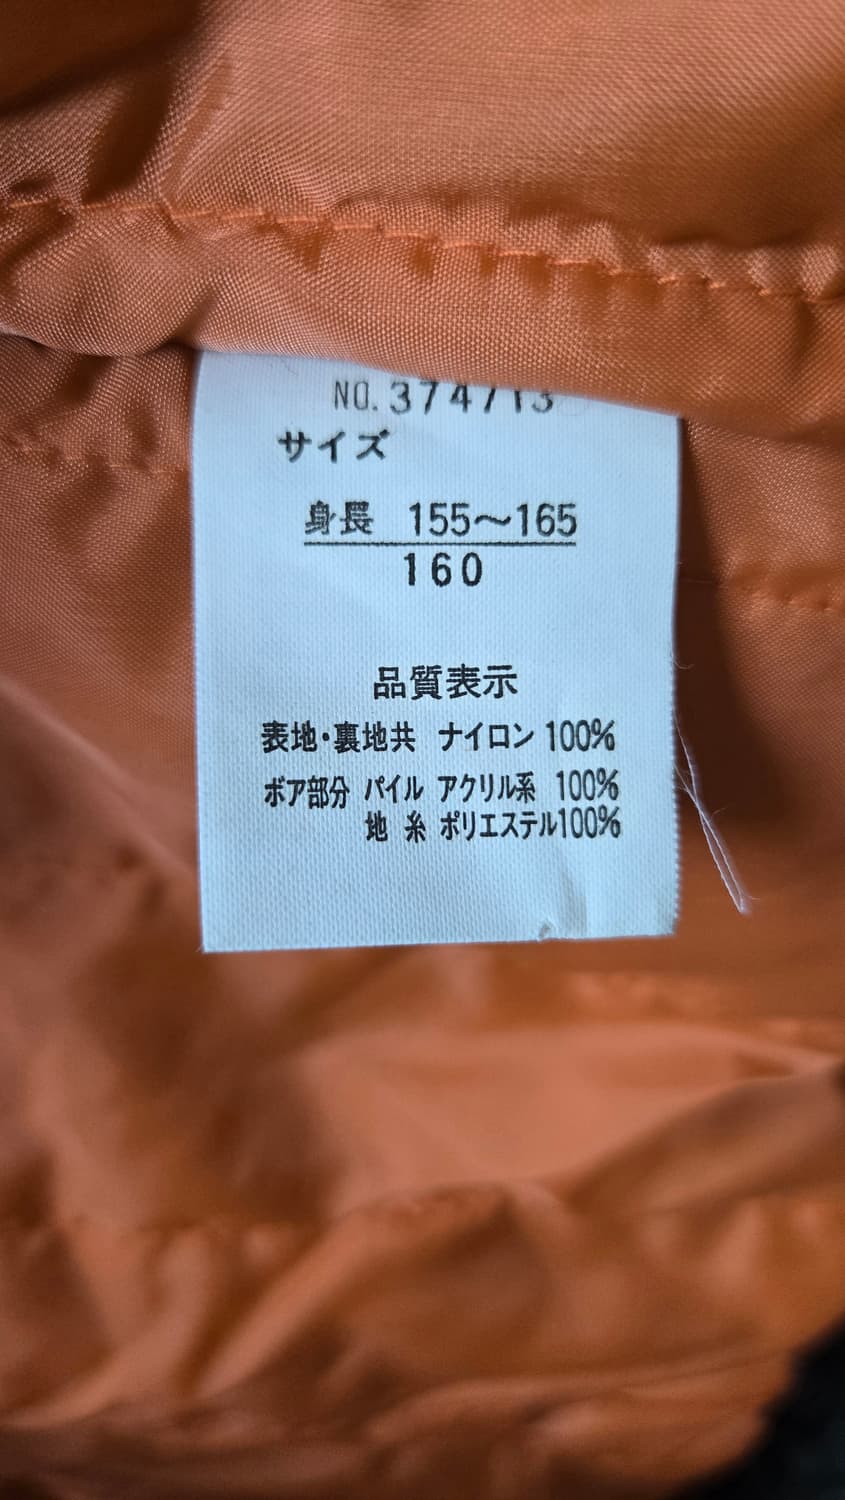 NO.374713
サイズ
身長 155～165
160
品質表示
表地・裏地共 ナイロン 100%
ボア部分 パイル アクリル系 100%
地 糸 ポリエステル100%